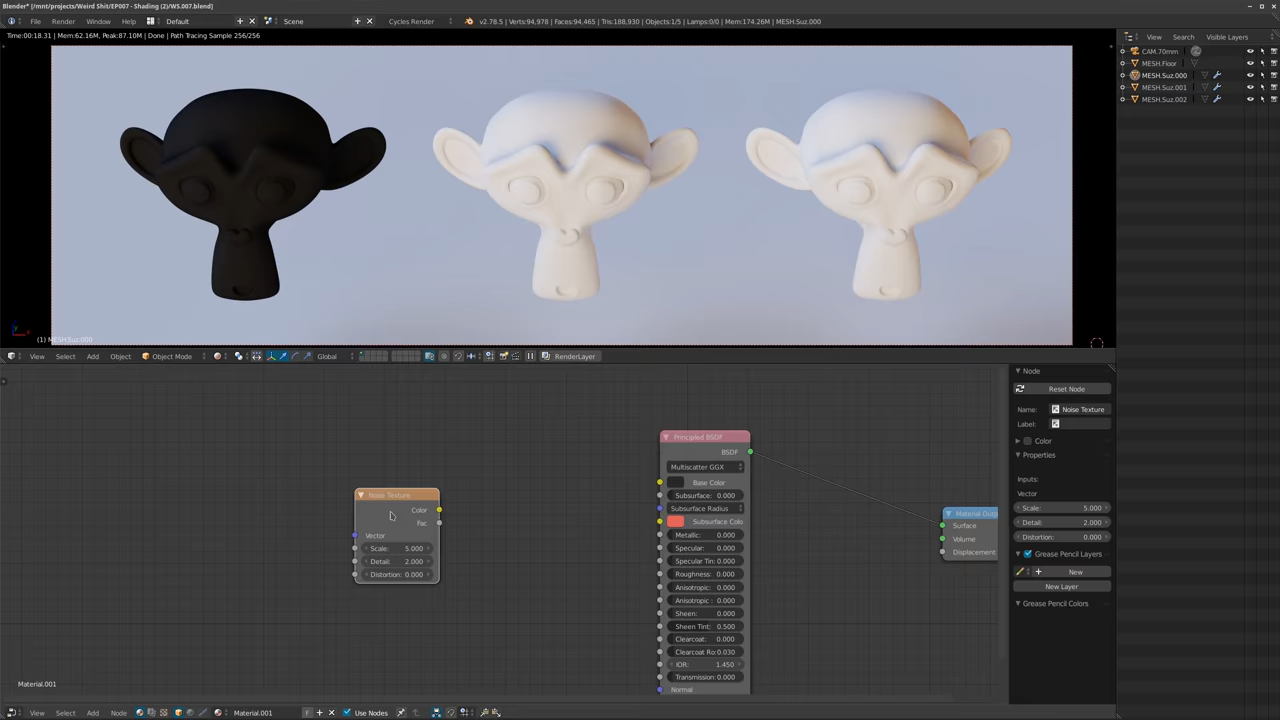 Blender* [/mnt/projects/Weird Shit/EP007 - Shading (2)/WS.007.blend]
File Render Window Help Default Scene Cycles Render v2.78.5 | Verts:94,978 | Faces:94,465 | Tris:188,930 | Objects:1/5 | Lamps:0/0 | Mem:174.26M | MESH.Suz.000
Time:00:18.31 | Mem:62.16M, Peak:87.10M | Done | Path Tracing Sample 256/256
View Search Visible Layers
CAM.70mm
MESH.Floor
MESH.Suz.000
MESH.Suz.001
MESH.Suz.002
(1) MESH.Suz.000
View Select Add Object Object Mode Global RenderLayer
Noise Texture
Color
Fac
Vector
Scale: 5.000
Detail: 2.000
Distortion: 0.000
Principled BSDF
BSDF
Multiscatter GGX
Base Color
Subsurface: 0.000
Subsurface Radius
Subsurface Colo
Metallic: 0.000
Specular: 0.000
Specular Tin: 0.000
Roughness: 0.000
Anisotropic: 0.000
Anisotropic : 0.000
Sheen: 0.000
Sheen Tint: 0.500
Clearcoat: 0.000
Clearcoat Ro:0.030
IOR: 1.450
Transmission:0.000
Normal
Material Outp
Surface
Volume
Displacement
Node
Reset Node
Name: Noise Texture
Label:
Color
Properties
Inputs:
Vector
Scale: 5.000
Detail: 2.000
Distortion: 0.000
Grease Pencil Layers
New
New Layer
Grease Pencil Colors
Material.001
View Select Add Node Material.001 F Use Nodes